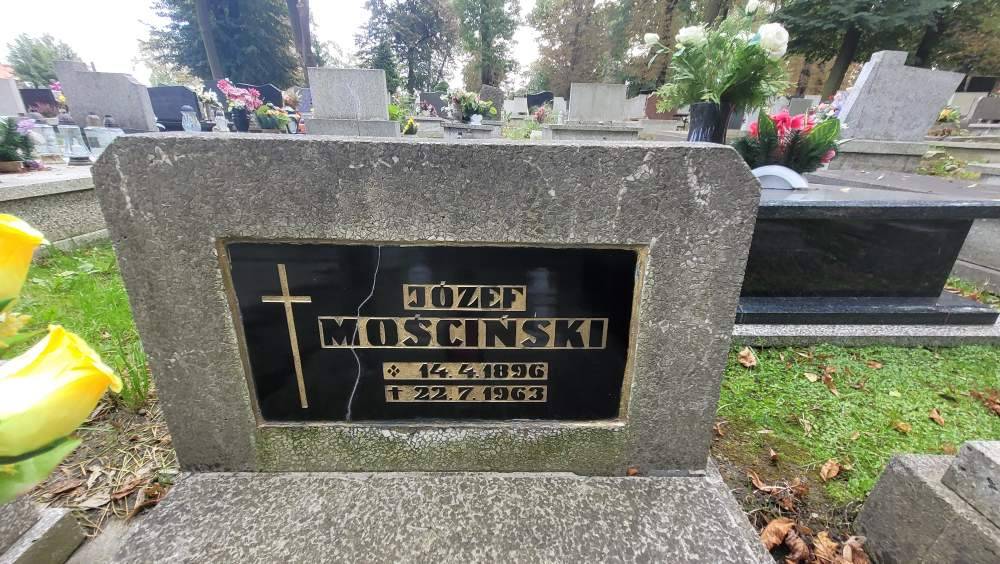 JÓZEF
MOŚCIŃSKI
14.4.1896
† 22.7.1963